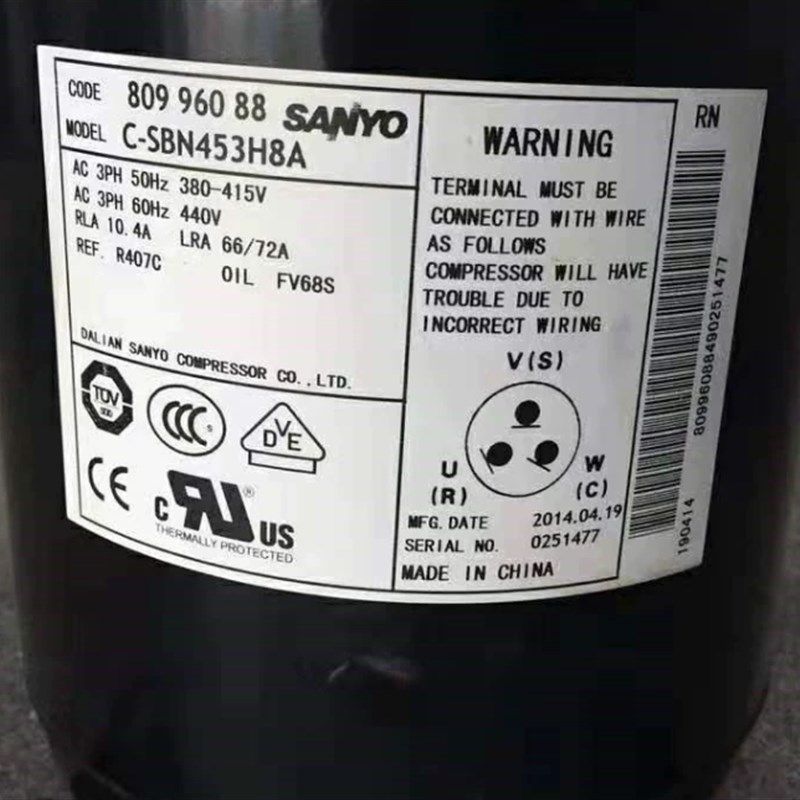 CODE 809 960 88 SANYO
MODEL C-SBN453H8A
AC 3PH 50Hz 380-415V
AC 3PH 60Hz 440V
RLA 10.4A LRA 66/72A
REF. R407C OIL FV68S
DALIAN SANYO COMPRESSOR CO.,LTD.
TÜV
CCC
DVE
CE
c RU ® US
THERMALLY PROTECTED
WARNING
TERMINAL MUST BE
CONNECTED WITH WIRE
AS FOLLOWS
COMPRESSOR WILL HAVE
TROUBLE DUE TO
INCORRECT WIRING
V(S)
U W
(R) (C)
MFG. DATE 2014.04.19
SERIAL NO. 0251477
MADE IN CHINA
RN
80996088490251477
190414